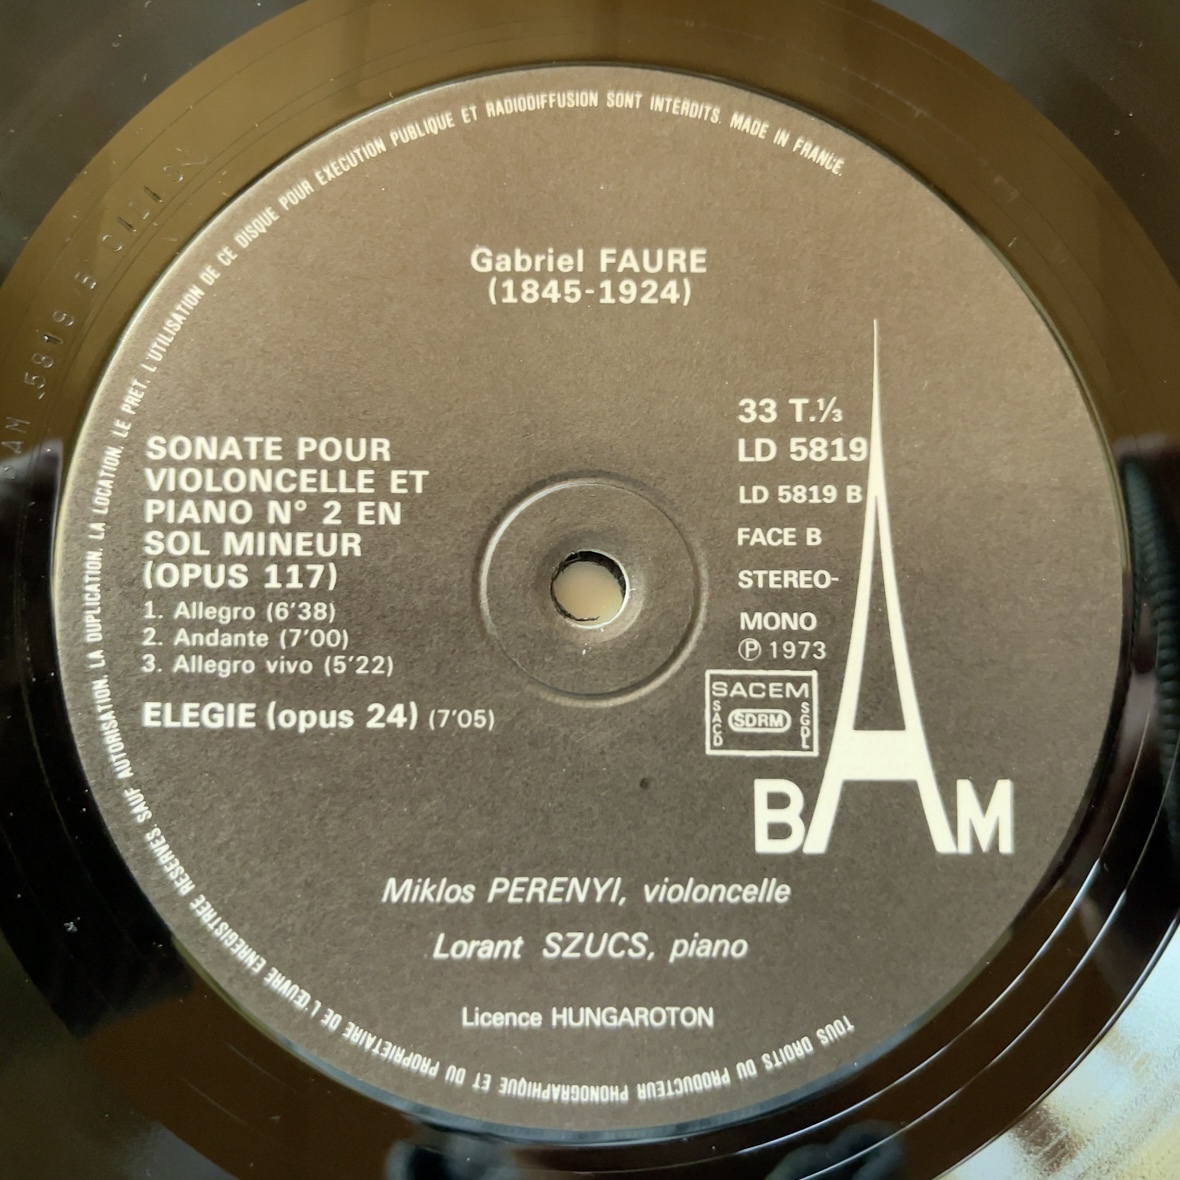 TOUS DROITS DU PRODUCTEUR PHONOGRAPHIQUE ET DU PROPRIETAIRE DE L'ŒUVRE ENREGISTREE RESERVES. SAUF AUTORISATION. LA DUPLICATION. LA LOCATION. LE PRET. L'UTILISATION DE CE DISQUE POUR EXECUTION PUBLIQUE ET RADIODIFFUSION SONT INTERDITS. MADE IN FRANCE.
Gabriel FAURE
(1845-1924)
SONATE POUR
VIOLONCELLE ET
PIANO N° 2 EN
SOL MINEUR
(OPUS 117)
1. Allegro (6'38)
2. Andante (7'00)
3. Allegro vivo (5'22)
ELEGIE (opus 24) (7'05)
33 T.⅓
LD 5819
LD 5819 B
FACE B
STEREO-
MONO
℗ 1973
SACEM
SACD
SDRM
SGDL
BAM
Miklos PERENYI, violoncelle
Lorant SZUCS, piano
Licence HUNGAROTON
5819 B